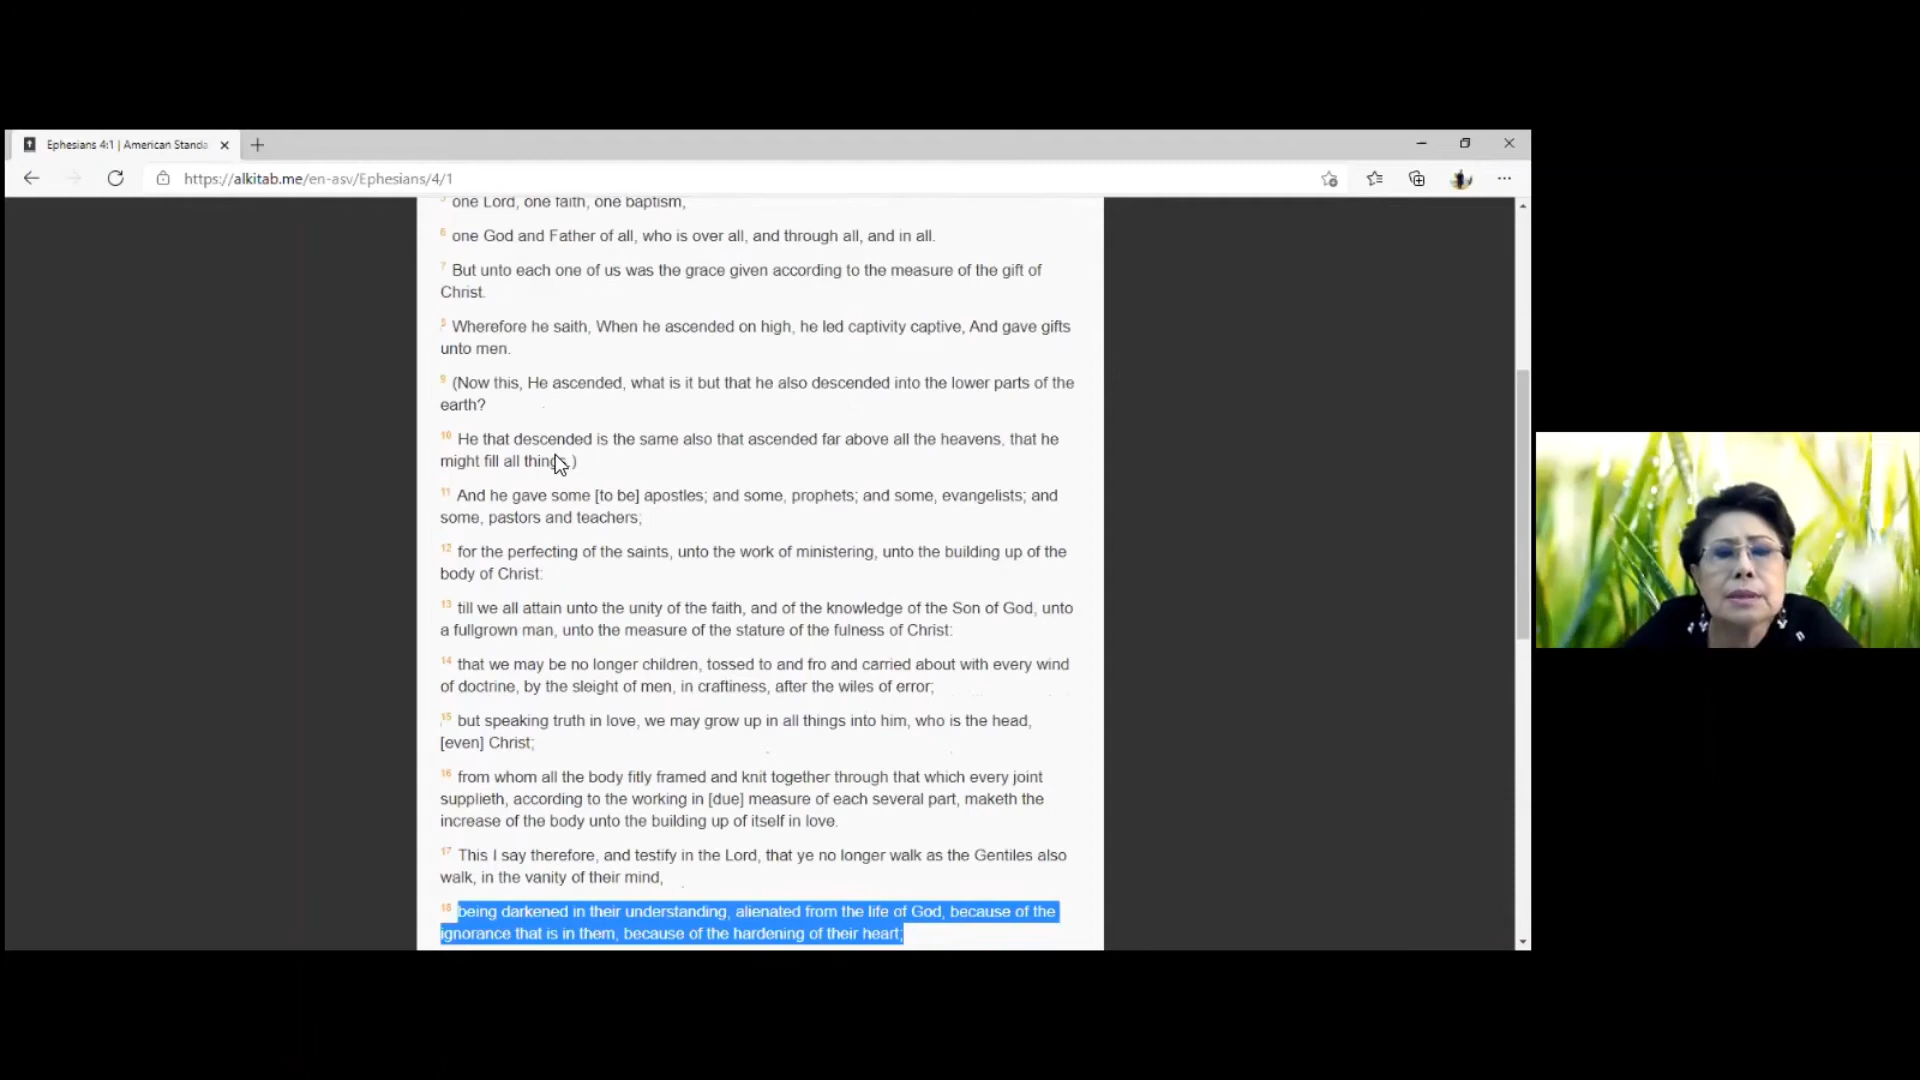 Ephesians 4:1 | American Standa
https://alkitab.me/en-asv/Ephesians/4/1
one Lord, one faith, one baptism,
6 one God and Father of all, who is over all, and through all, and in all.
7 But unto each one of us was the grace given according to the measure of the gift of
Christ.
Wherefore he saith, When he ascended on high, he led captivity captive, And gave gifts
unto men.
9 (Now this, He ascended, what is it but that he also descended into the lower parts of the
earth?
10 He that descended is the same also that ascended far above all the heavens, that he
might fill all things.)
11 And he gave some [to be] apostles; and some, prophets; and some, evangelists; and
some, pastors and teachers;
12 for the perfecting of the saints, unto the work of ministering, unto the building up of the
body of Christ:
13 till we all attain unto the unity of the faith, and of the knowledge of the Son of God, unto
a fullgrown man, unto the measure of the stature of the fulness of Christ:
14 that we may be no longer children, tossed to and fro and carried about with every wind
of doctrine, by the sleight of men, in craftiness, after the wiles of error;
15 but speaking truth in love, we may grow up in all things into him, who is the head,
[even] Christ;
16 from whom all the body fitly framed and knit together through that which every joint
supplieth, according to the working in [due] measure of each several part, maketh the
increase of the body unto the building up of itself in love.
17 This I say therefore, and testify in the Lord, that ye no longer walk as the Gentiles also
walk, in the vanity of their mind,
18 being darkened in their understanding, alienated from the life of God, because of the
ignorance that is in them, because of the hardening of their heart;